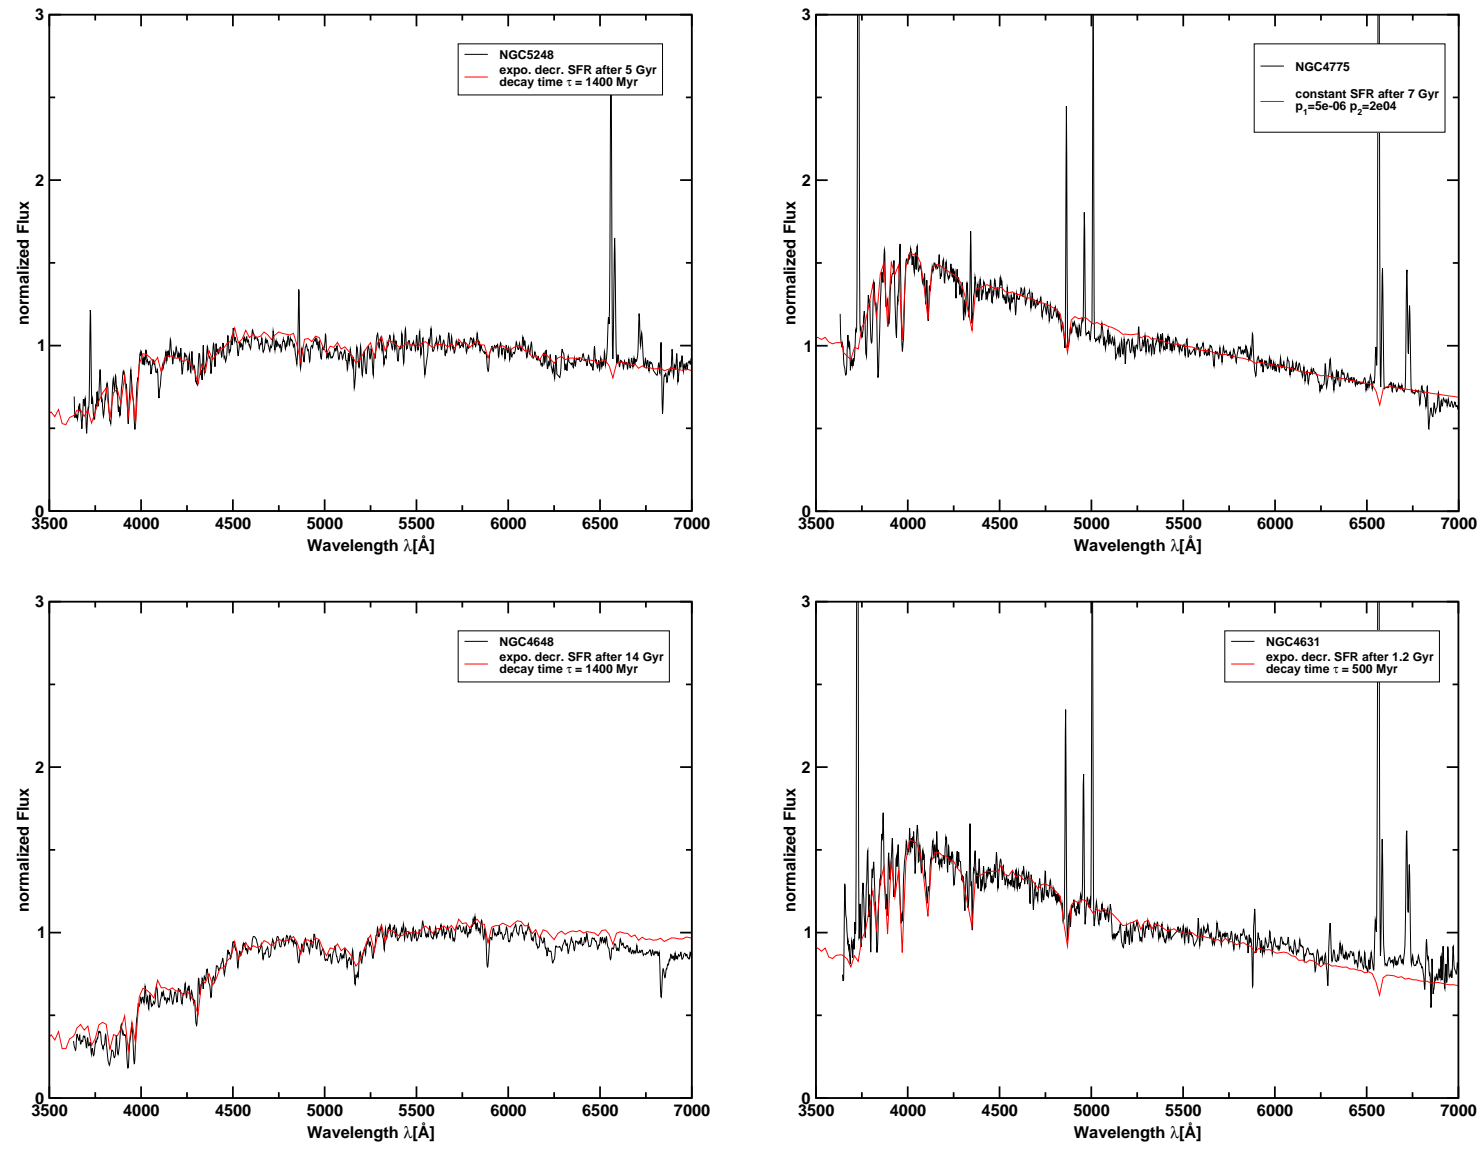 3
2
1
0
normalized Flux
NGC5248
expo. decr. SFR after 5 Gyr
decay time τ = 1400 Myr
3500 4000 4500 5000 5500 6000 6500 7000
Wavelength λ[Å]
3
2
1
0
normalized Flux
NGC4775
constant SFR after 7 Gyr
p1=5e-06 p2=2e04
3500 4000 4500 5000 5500 6000 6500 7000
Wavelength λ[Å]
3
2
1
0
normalized Flux
NGC4648
expo. decr. SFR after 14 Gyr
decay time τ = 1400 Myr
3500 4000 4500 5000 5500 6000 6500 7000
Wavelength λ[Å]
3
2
1
0
normalized Flux
NGC4631
expo. decr. SFR after 1.2 Gyr
decay time τ = 500 Myr
3500 4000 4500 5000 5500 6000 6500 7000
Wavelength λ[Å]